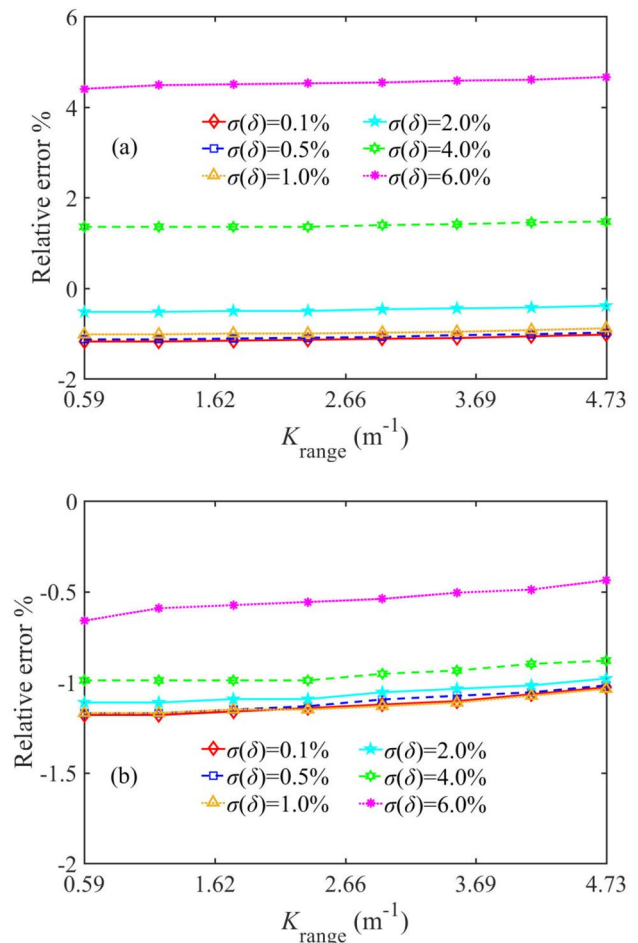 6
4
2
0
-2
Relative error %
(a)
σ(δ)=0.1% σ(δ)=2.0%
σ(δ)=0.5% σ(δ)=4.0%
σ(δ)=1.0% σ(δ)=6.0%
0.59 1.62 2.66 3.69 4.73
K_range (m⁻¹)
0
-0.5
-1
-1.5
-2
Relative error %
(b)
σ(δ)=0.1% σ(δ)=2.0%
σ(δ)=0.5% σ(δ)=4.0%
σ(δ)=1.0% σ(δ)=6.0%
0.59 1.62 2.66 3.69 4.73
K_range (m⁻¹)